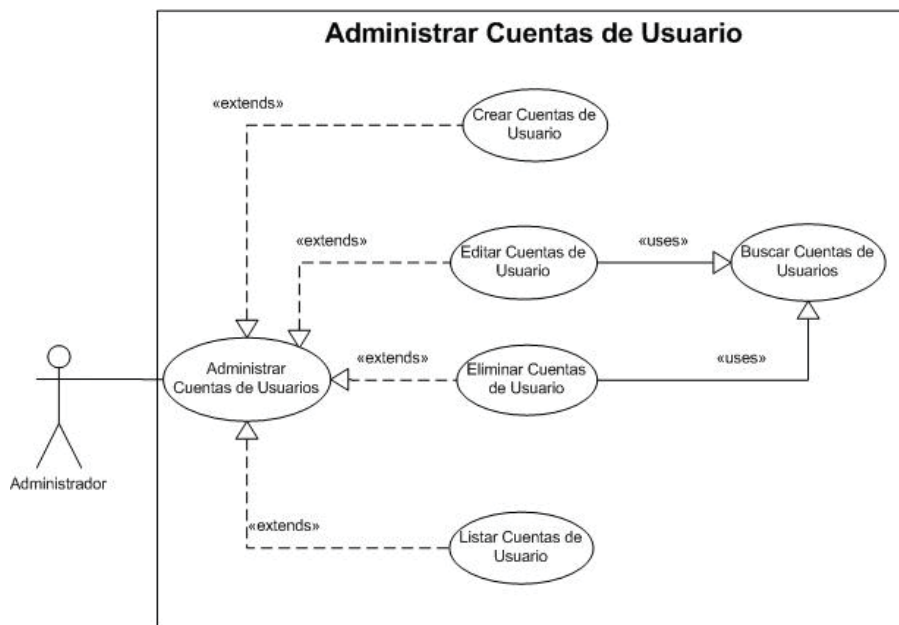 Administrar Cuentas de Usuario
«extends»
Crear Cuentas de
Usuario
«extends»
Editar Cuentas de
Usuario
«uses»
Buscar Cuentas de
Usuarios
Administrar
Cuentas de Usuarios
«extends»
Eliminar Cuentas
de Usuario
«uses»
Administrador
«extends»
Listar Cuentas de
Usuario